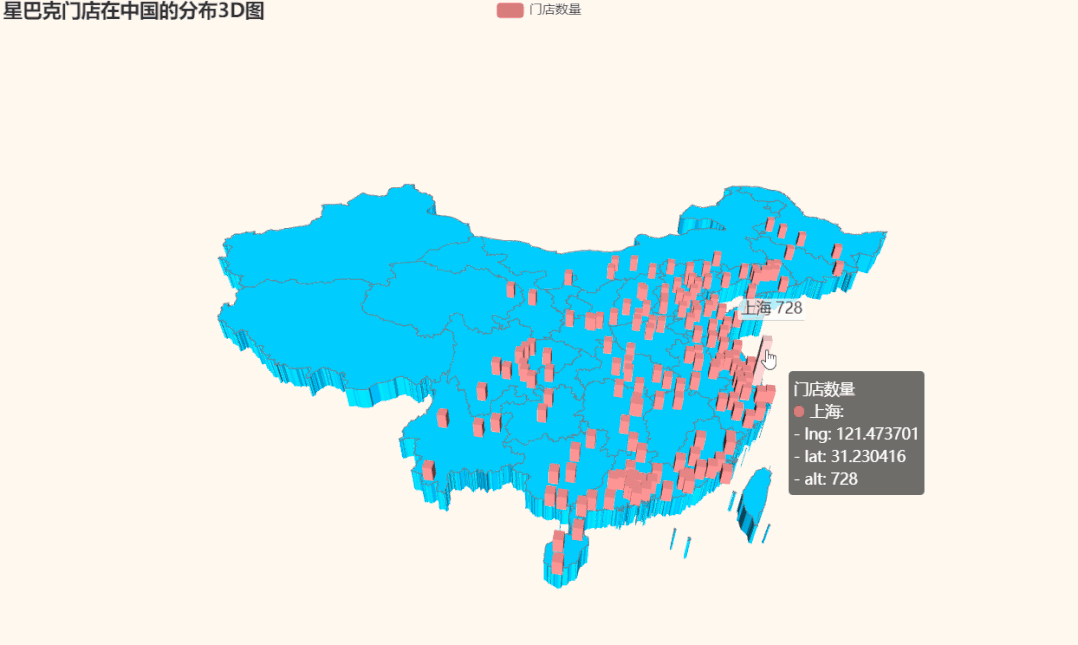 星巴克门店在中国的分布3D图
门店数量
上海 728
门店数量
上海:
- lng: 121.473701
- lat: 31.230416
- alt: 728